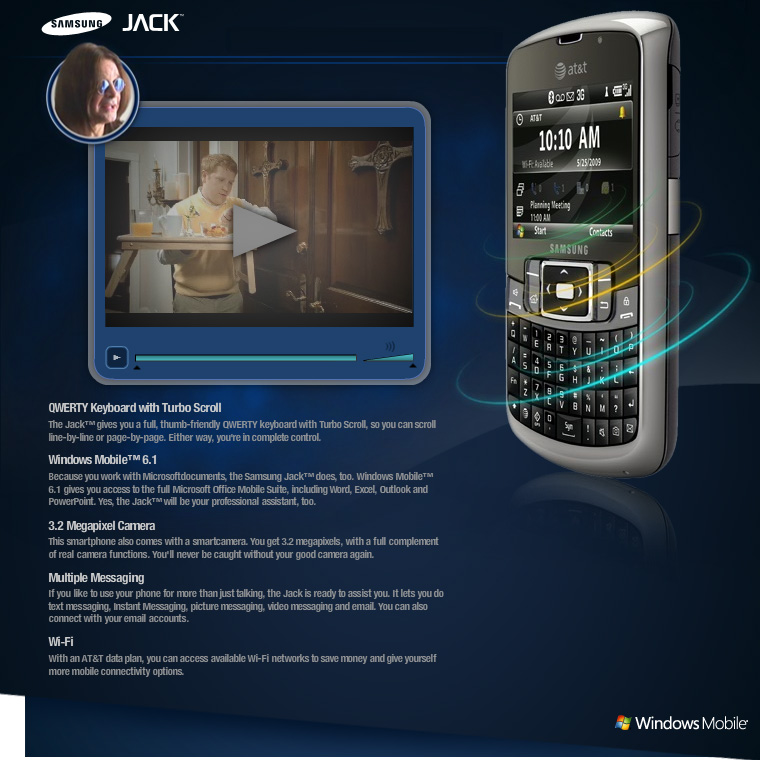 SAMSUNG JACK™
at&t
3G
AT&T
10:10 AM
Wi-Fi: Available 5/25/2009
Planning Meeting
11:00 AM
Start Contacts
SAMSUNG
QWERTY Keyboard with Turbo Scroll
The Jack™ gives you a full, thumb-friendly QWERTY keyboard with Turbo Scroll, so you can scroll
line-by-line or page-by-page. Either way, you're in complete control.
Windows Mobile™ 6.1
Because you work with Microsoftdocuments, the Samsung Jack™ does, too. Windows Mobile™
6.1 gives you access to the full Microsoft Office Mobile Suite, including Word, Excel, Outlook and
PowerPoint. Yes, the Jack™ will be your professional assistant, too.
3.2 Megapixel Camera
This smartphone also comes with a smartcamera. You get 3.2 megapixels, with a full complement
of real camera functions. You'll never be caught without your good camera again.
Multiple Messaging
If you like to use your phone for more than just talking, the Jack is ready to assist you. It lets you do
text messaging, Instant Messaging, picture messaging, video messaging and email. You can also
connect with your email accounts.
Wi-Fi
With an AT&T data plan, you can access available Wi-Fi networks to save money and give yourself
more mobile connectivity options.
Windows Mobile